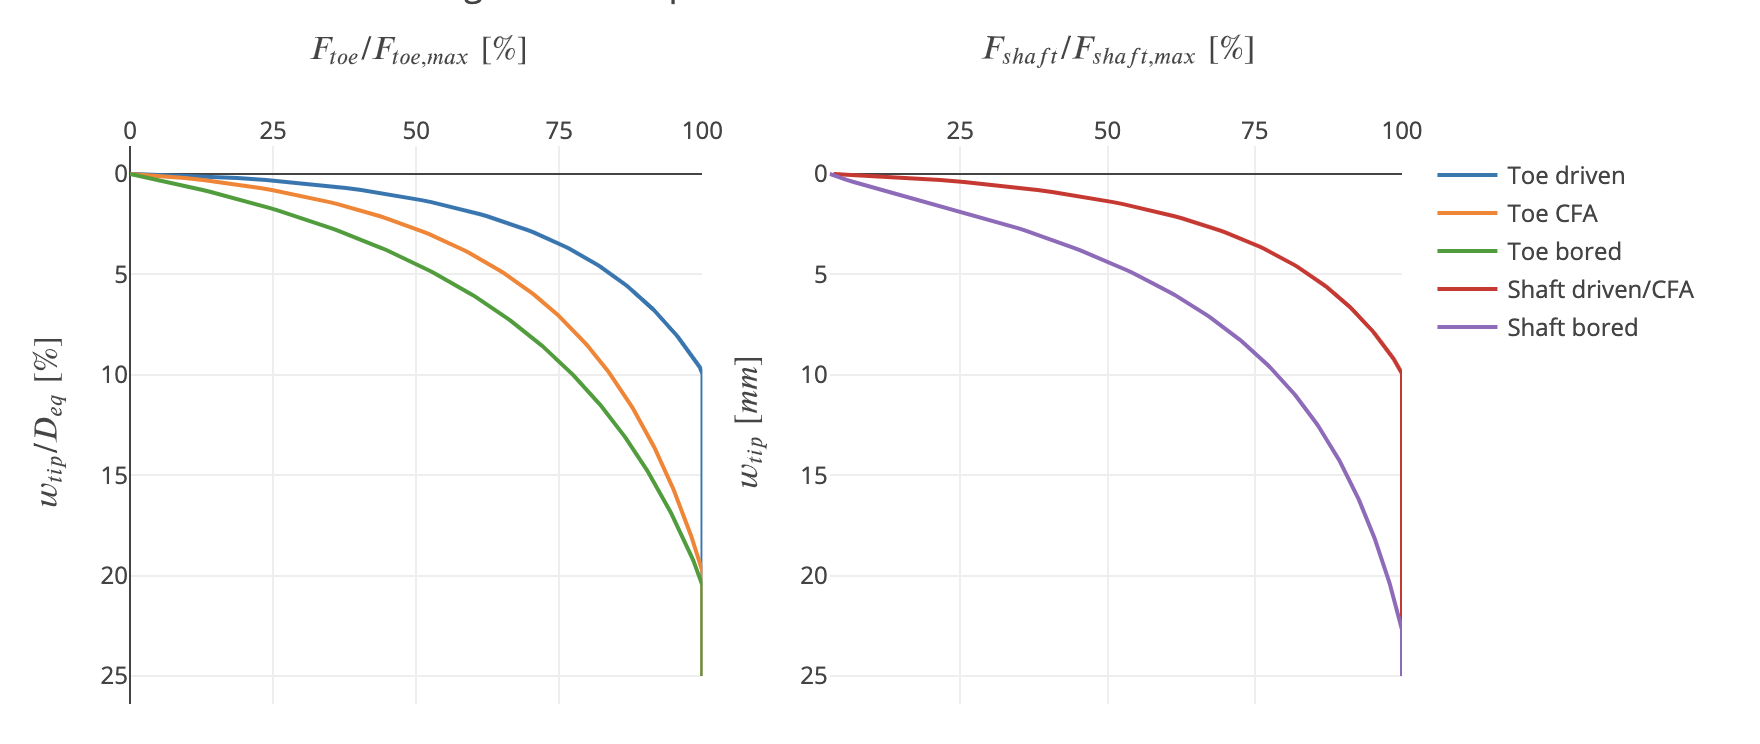 F_toe/F_toe,max [%]
F_shaft/F_shaft,max [%]
0 25 50 75 100
25 50 75 100
0
5
10
15
20
25
w_tip/D_eq [%]
0
5
10
15
20
25
w_tip [mm]
Toe driven
Toe CFA
Toe bored
Shaft driven/CFA
Shaft bored